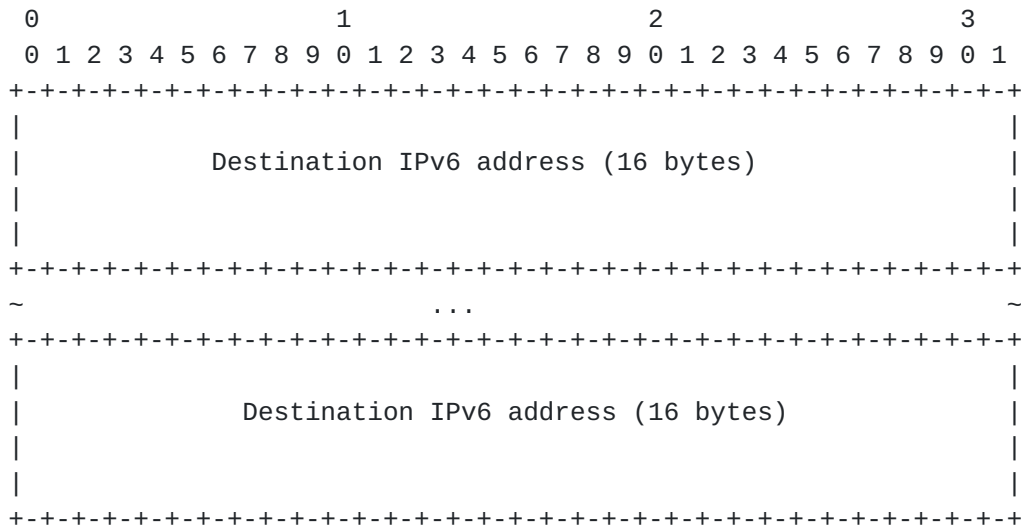 0                   1                   2                   3
 0 1 2 3 4 5 6 7 8 9 0 1 2 3 4 5 6 7 8 9 0 1 2 3 4 5 6 7 8 9 0 1
+-+-+-+-+-+-+-+-+-+-+-+-+-+-+-+-+-+-+-+-+-+-+-+-+-+-+-+-+-+-+-+-+
|                                                               |
|            Destination IPv6 address (16 bytes)                |
|                                                               |
|                                                               |
+-+-+-+-+-+-+-+-+-+-+-+-+-+-+-+-+-+-+-+-+-+-+-+-+-+-+-+-+-+-+-+-+
~                          ...                                  ~
+-+-+-+-+-+-+-+-+-+-+-+-+-+-+-+-+-+-+-+-+-+-+-+-+-+-+-+-+-+-+-+-+
|                                                               |
|              Destination IPv6 address (16 bytes)              |
|                                                               |
|                                                               |
+-+-+-+-+-+-+-+-+-+-+-+-+-+-+-+-+-+-+-+-+-+-+-+-+-+-+-+-+-+-+-+-+